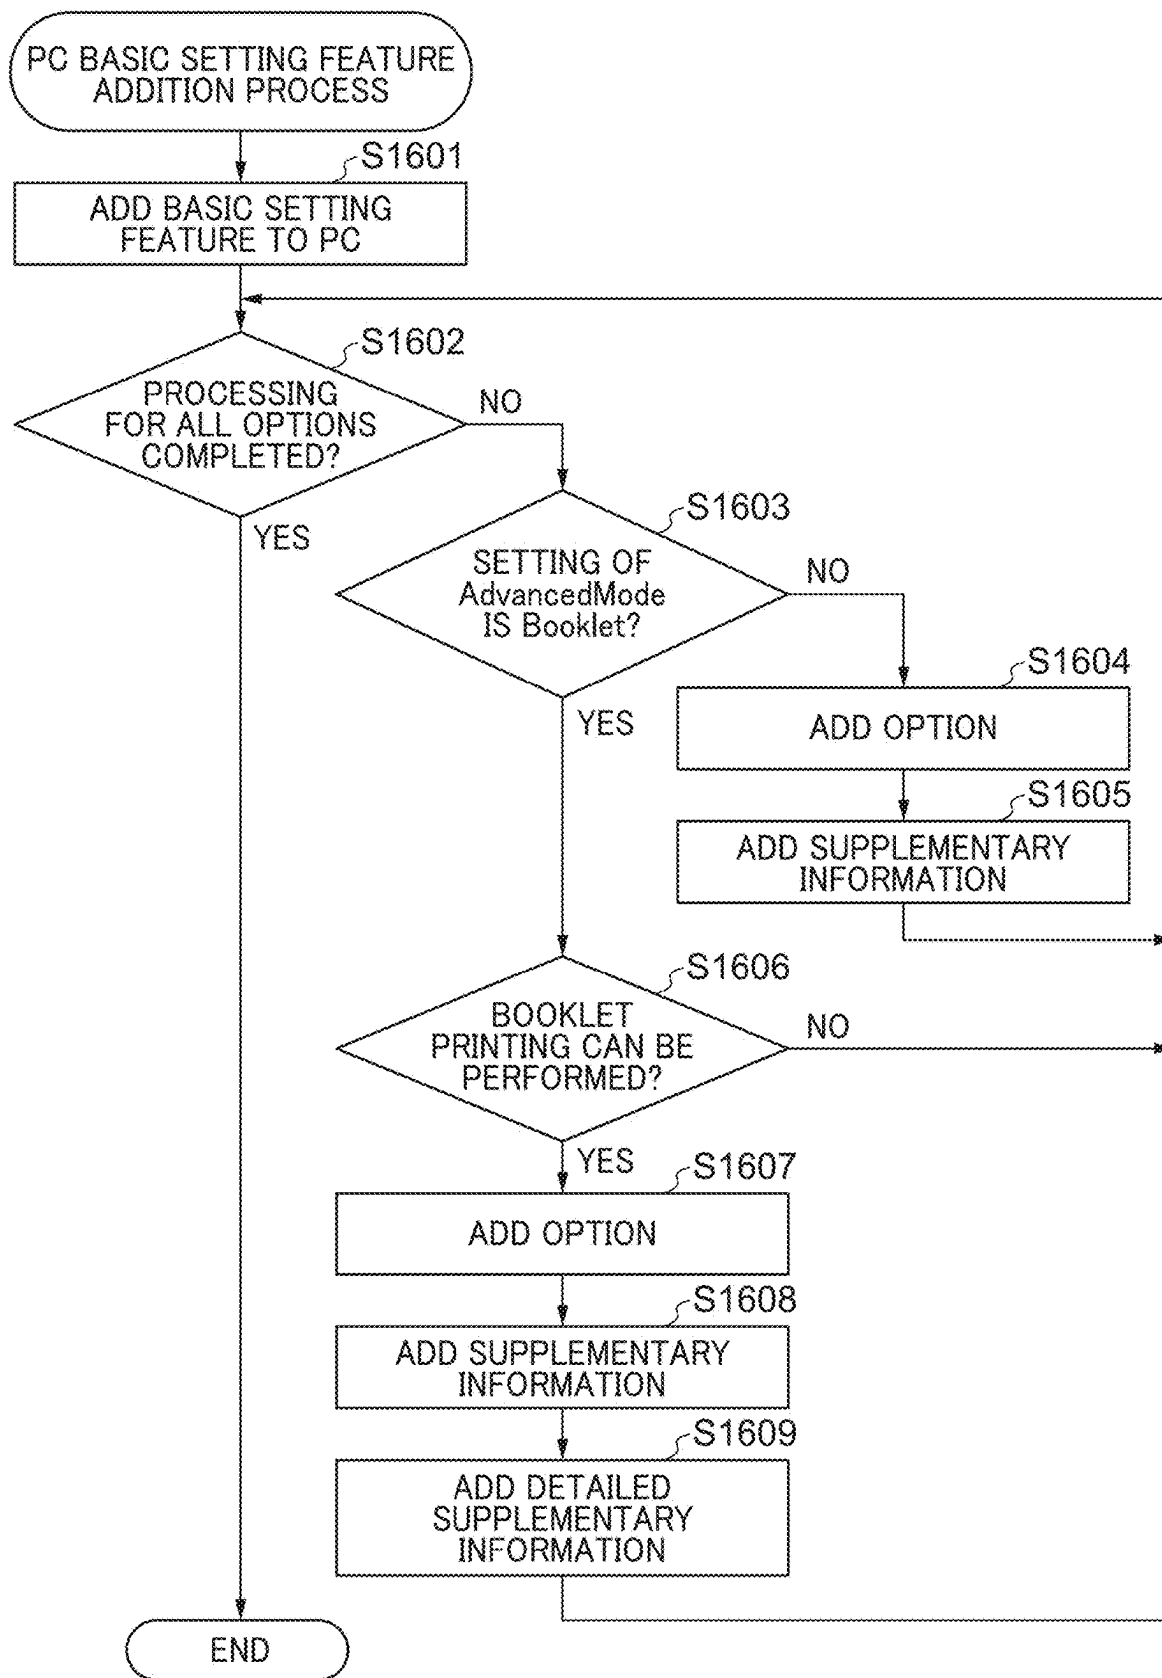 PC BASIC SETTING FEATURE
ADDITION PROCESS
S1601
ADD BASIC SETTING
FEATURE TO PC
S1602
PROCESSING
FOR ALL OPTIONS
COMPLETED?
NO
YES
S1603
SETTING OF
AdvancedMode
IS Booklet?
NO
YES
S1604
ADD OPTION
S1605
ADD SUPPLEMENTARY
INFORMATION
S1606
BOOKLET
PRINTING CAN BE
PERFORMED?
NO
YES
S1607
ADD OPTION
S1608
ADD SUPPLEMENTARY
INFORMATION
S1609
ADD DETAILED
SUPPLEMENTARY
INFORMATION
END